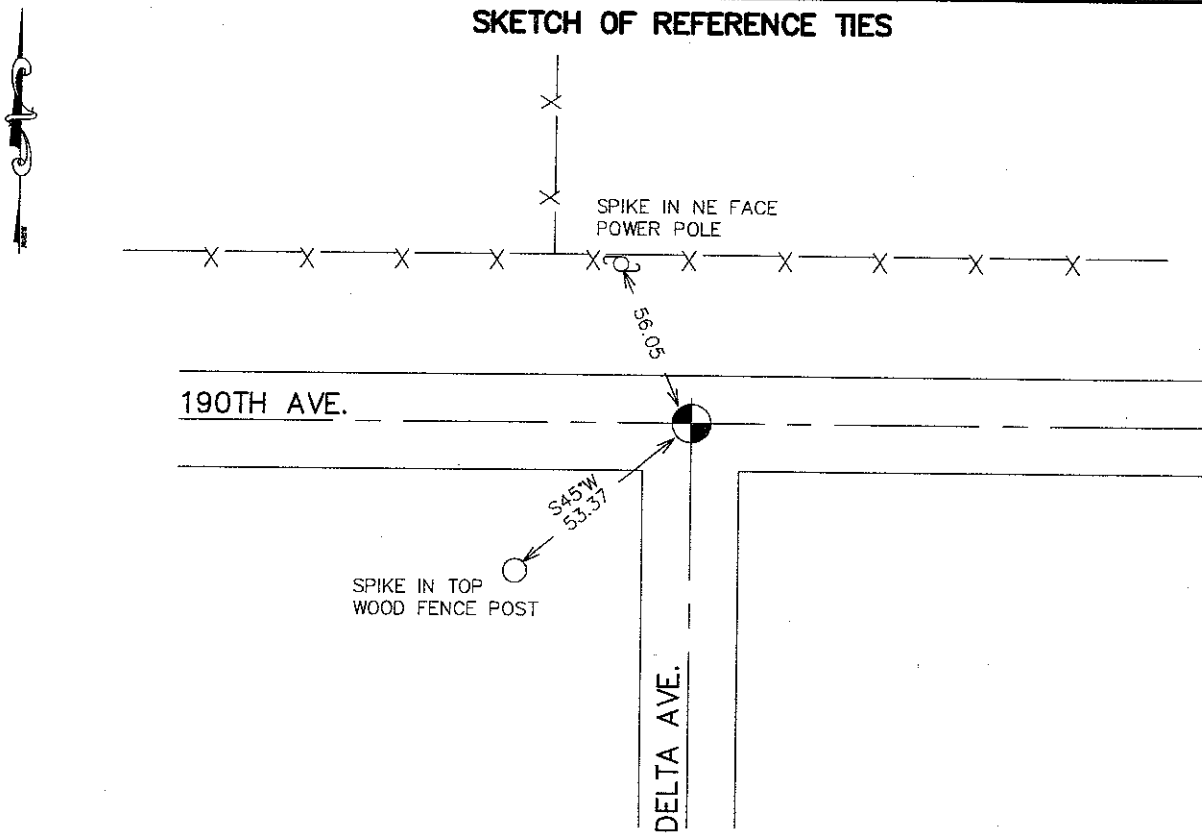 SKETCH OF REFERENCE TIES
SPIKE IN NE FACE
POWER POLE
56.05
190TH AVE.
S45°W
53.37
SPIKE IN TOP
WOOD FENCE POST
DELTA AVE.